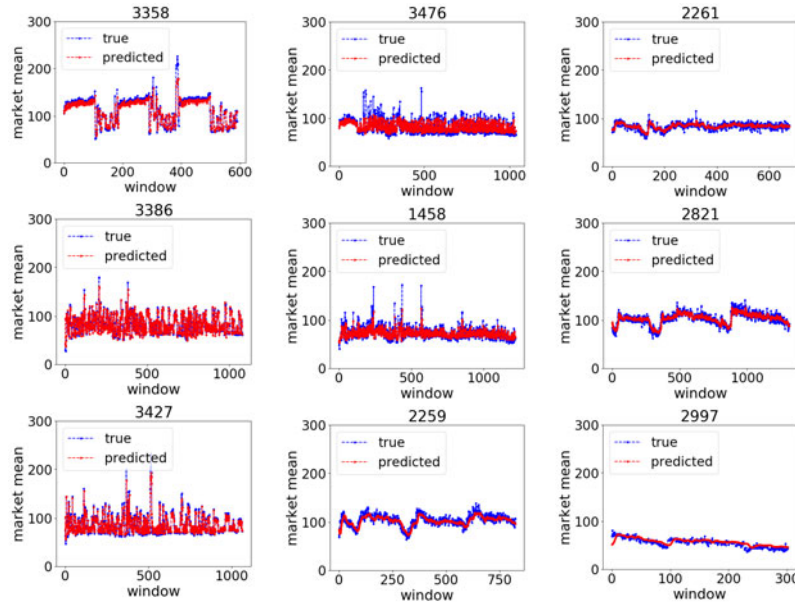 3358
300
200
100
0
market mean
true
predicted
0 200 400 600
window
3476
300
200
100
0
market mean
true
predicted
0 500 1000
window
2261
300
200
100
0
market mean
true
predicted
0 200 400 600
window
3386
300
200
100
0
market mean
true
predicted
0 500 1000
window
1458
300
200
100
0
market mean
true
predicted
0 500 1000
window
2821
300
200
100
0
market mean
true
predicted
0 500 1000
window
3427
300
200
100
0
market mean
true
predicted
0 500 1000
window
2259
300
200
100
0
market mean
true
predicted
0 250 500 750
window
2997
300
200
100
0
market mean
true
predicted
0 100 200 300
window